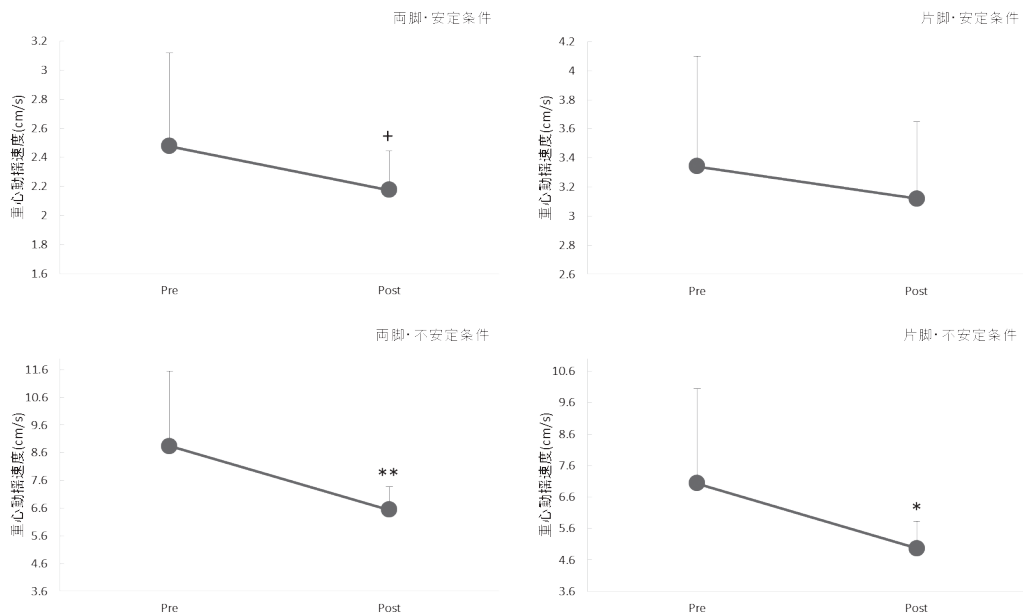 両脚・安定条件
重心動揺速度(cm/s)
3.2
3
2.8
2.6
2.4
2.2
2
1.8
1.6
+
Pre
Post
片脚・安定条件
重心動揺速度(cm/s)
4.2
4
3.8
3.6
3.4
3.2
3
2.8
2.6
Pre
Post
両脚・不安定条件
重心動揺速度(cm/s)
11.6
10.6
9.6
8.6
7.6
6.6
5.6
4.6
3.6
**
Pre
Post
片脚・不安定条件
重心動揺速度(cm/s)
10.6
9.6
8.6
7.6
6.6
5.6
4.6
3.6
*
Pre
Post